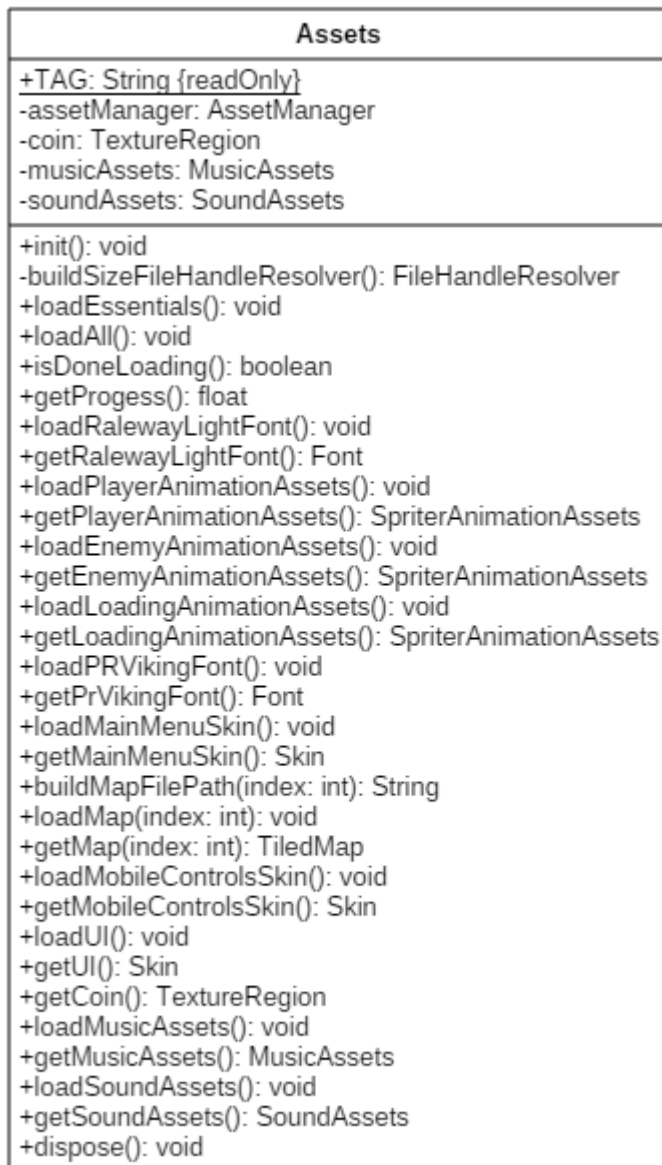 Assets
+TAG: String {readOnly}
-assetManager: AssetManager
-coin: TextureRegion
-musicAssets: MusicAssets
-soundAssets: SoundAssets
+init(): void
-buildSizeFileHandleResolver(): FileHandleResolver
+loadEssentials(): void
+loadAll(): void
+isDoneLoading(): boolean
+getProgess(): float
+loadRalewayLightFont(): void
+getRalewayLightFont(): Font
+loadPlayerAnimationAssets(): void
+getPlayerAnimationAssets(): SpriterAnimationAssets
+loadEnemyAnimationAssets(): void
+getEnemyAnimationAssets(): SpriterAnimationAssets
+loadLoadingAnimationAssets(): void
+getLoadingAnimationAssets(): SpriterAnimationAssets
+loadPRVikingFont(): void
+getPrVikingFont(): Font
+loadMainMenuSkin(): void
+getMainMenuSkin(): Skin
+buildMapFilePath(index: int): String
+loadMap(index: int): void
+getMap(index: int): TiledMap
+loadMobileControlsSkin(): void
+getMobileControlsSkin(): Skin
+loadUI(): void
+getUI(): Skin
+getCoin(): TextureRegion
+loadMusicAssets(): void
+getMusicAssets(): MusicAssets
+loadSoundAssets(): void
+getSoundAssets(): SoundAssets
+dispose(): void